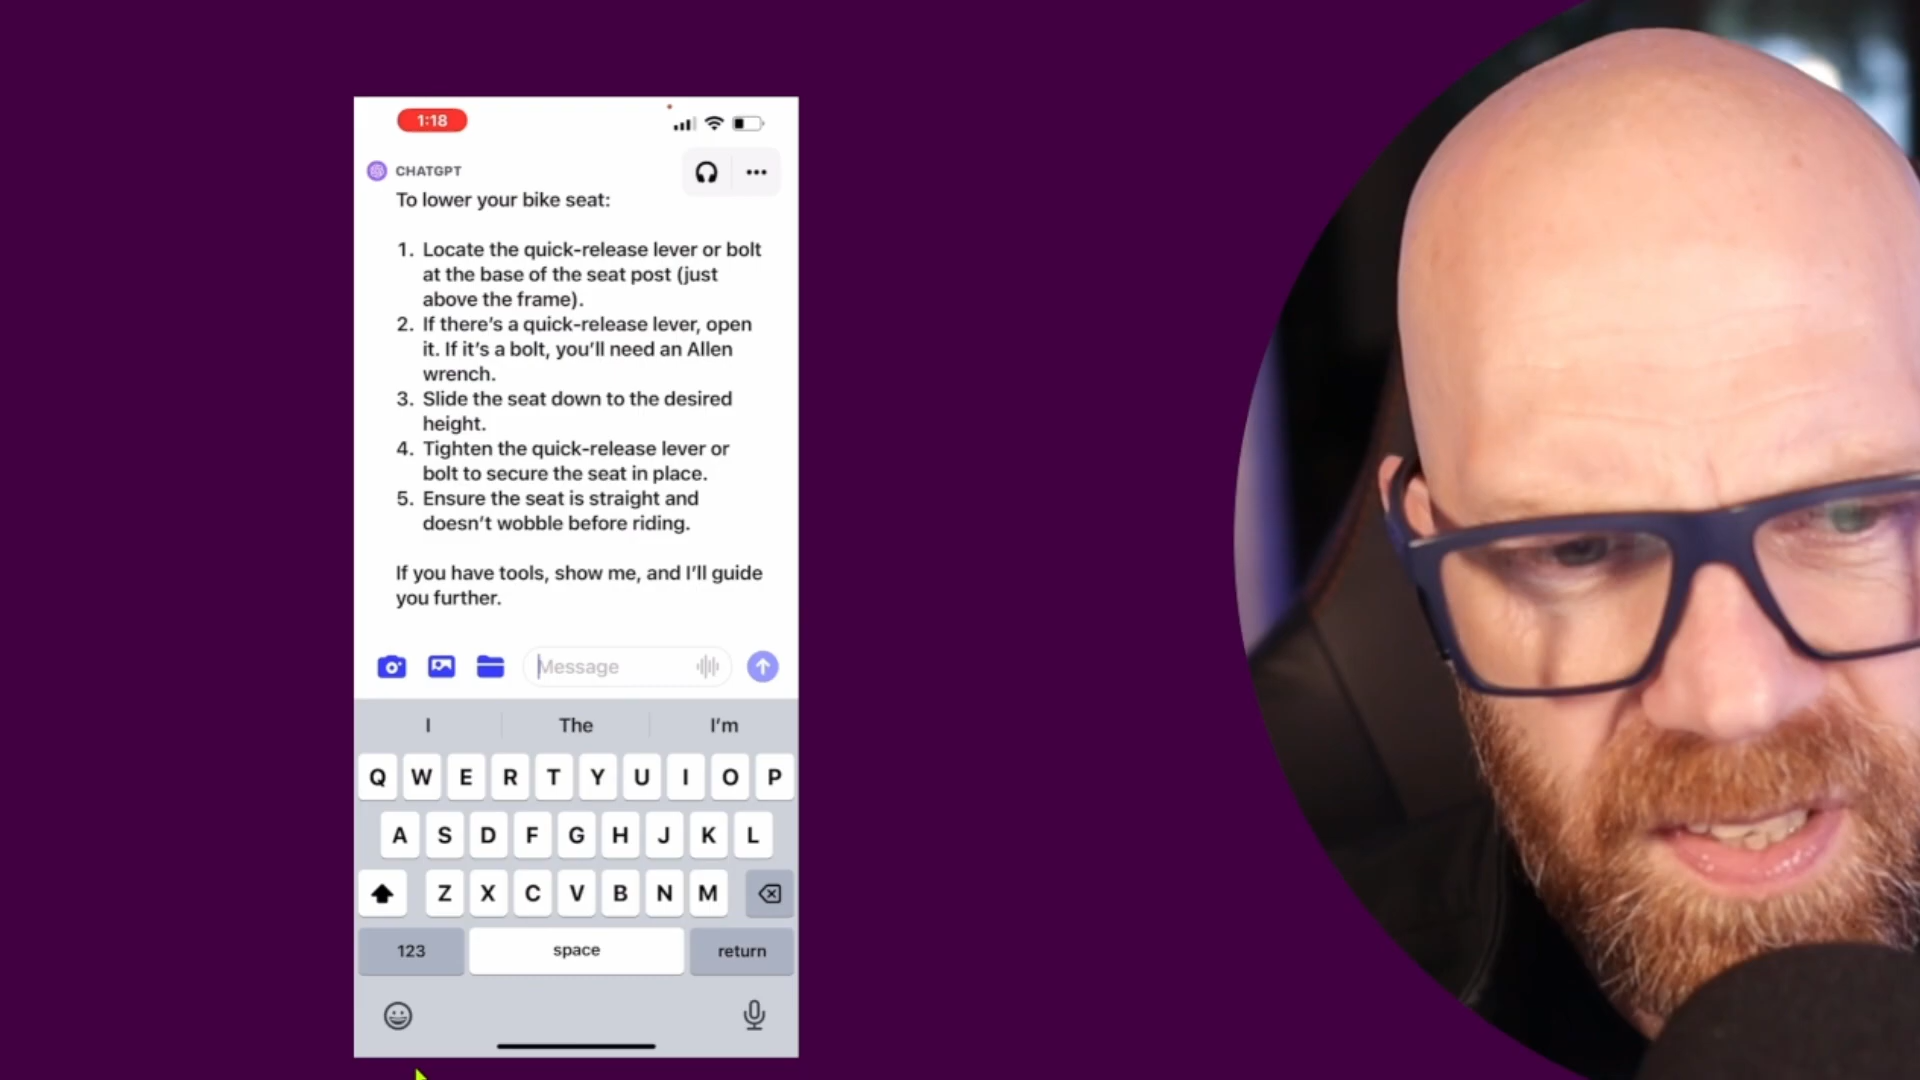 1:18
CHATGPT
To lower your bike seat:
1. Locate the quick-release lever or bolt
at the base of the seat post (just
above the frame).
2. If there's a quick-release lever, open
it. If it's a bolt, you'll need an Allen
wrench.
3. Slide the seat down to the desired
height.
4. Tighten the quick-release lever or
bolt to secure the seat in place.
5. Ensure the seat is straight and
doesn't wobble before riding.
If you have tools, show me, and I'll guide
you further.
Message
I The I'm
Q W E R T Y U I O P
A S D F G H J K L
Z X C V B N M
123 space return